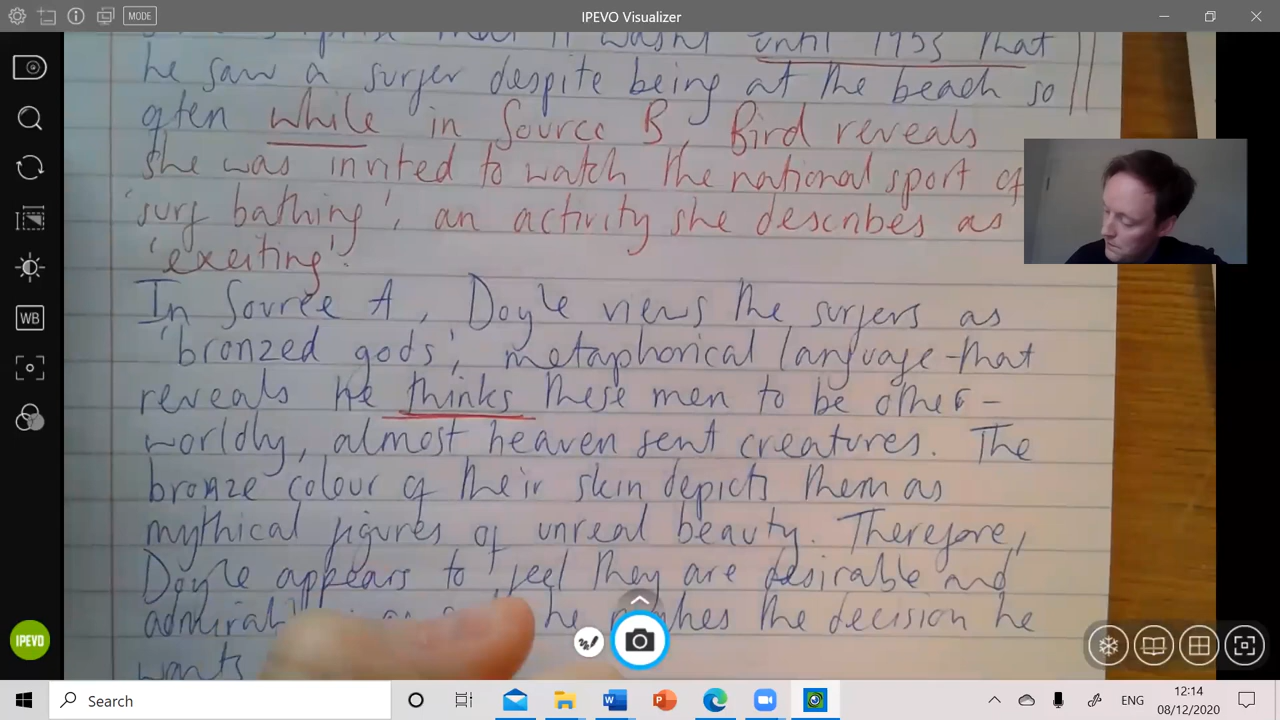 IPEVO Visualizer
MODE
until 1953 that
he saw a surfer despite being at the beach so
often while in Source B, Bird reveals
she was invited to watch the national sport of
'surf bathing', an activity she describes as
'exciting'.
In Source A, Doyle views the surfers as
'bronzed gods', metaphorical language that
reveals he thinks these men to be other-
worldly, almost heaven sent creatures. The
bronze colour of their skin depicts them as
mythical figures of unreal beauty. Therefore,
Doyle appears to feel they are desirable and
he makes the decision he
wants
WB
IPEVO
Search
ENG
12:14
08/12/2020